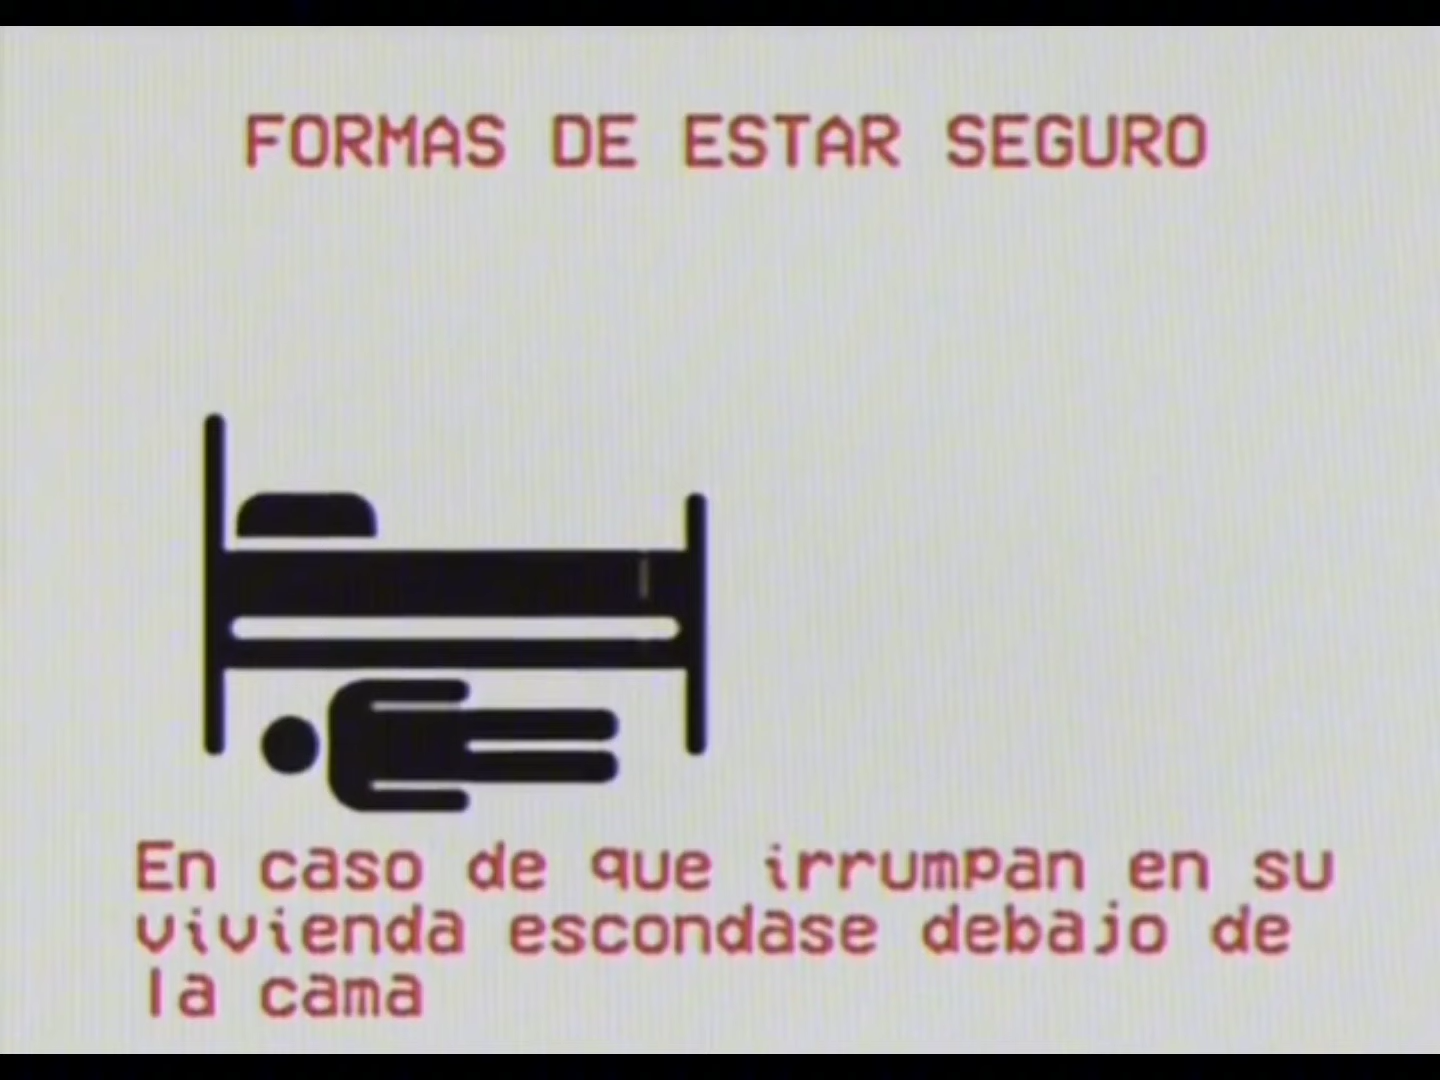 FORMAS DE ESTAR SEGURO
En caso de que irrumpan en su
vivienda escondase debajo de
la cama